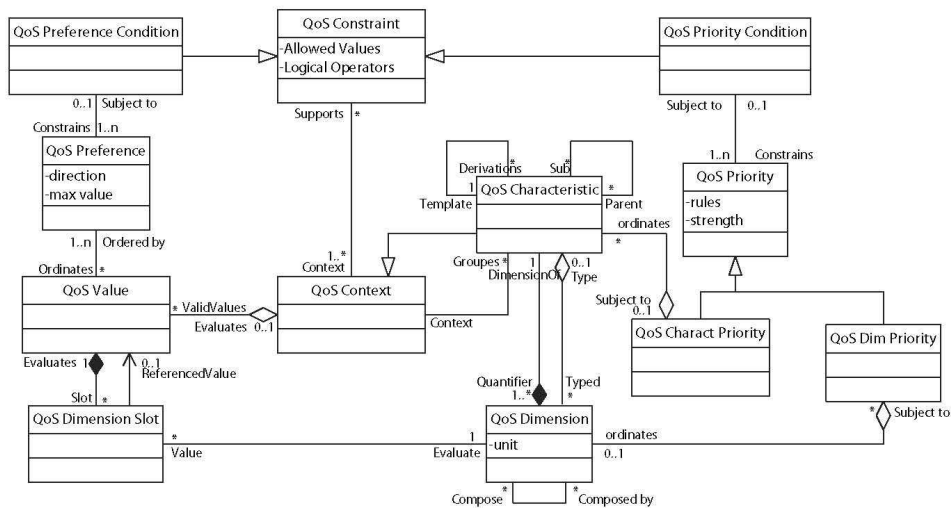 QoS Preference Condition
QoS Constraint
-Allowed Values
-Logical Operators
QoS Priority Condition
0..1 Subject to
Supports *
Subject to 0..1
Constrains 1..n
QoS Preference
-direction
-max value
Derivations *
Sub *
1..n Constrains
QoS Priority
-rules
-strength
1
Template
QoS Characteristic
*
Parent
ordinates
*
1..n Ordered by
Ordinates *
1..*
Context
Groupes *
1
DimensionOf
0..1
Type
QoS Value
QoS Context
* ValidValues
Evaluates 0..1
Context
Subject to
0..1
QoS Charact Priority
QoS Dim Priority
Evaluates 1
0..1
ReferencedValue
Slot *
Quantifier
1..*
Typed
*
QoS Dimension Slot
QoS Dimension
-unit
* Subject to
*
Value
1
Evaluate
ordinates
0..1
*
Compose
*
Composed by